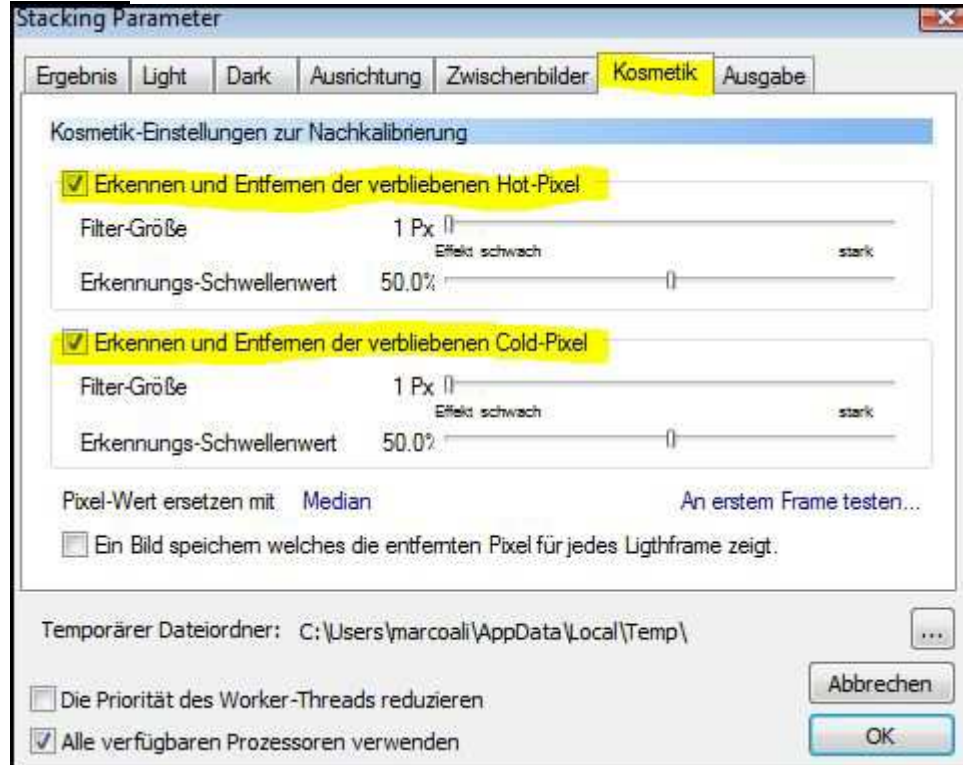 Stacking Parameter
Ergebnis Light Dark Ausrichtung Zwischenbilder Kosmetik Ausgabe
Kosmetik-Einstellungen zur Nachkalibrierung
Erkennen und Entfernen der verbliebenen Hot-Pixel
Filter-Größe 1 Px
Effekt schwach stark
Erkennungs-Schwellenwert 50.0%
Erkennen und Entfernen der verbliebenen Cold-Pixel
Filter-Größe 1 Px
Effekt schwach stark
Erkennungs-Schwellenwert 50.0%
Pixel-Wert ersetzen mit Median An erstem Frame testen...
Ein Bild speichern welches die entfernten Pixel für jedes Ligthframe zeigt.
Temporärer Dateiordner: C:\Users\marcoali\AppData\Local\Temp\ ...
Abbrechen
Die Priorität des Worker-Threads reduzieren
Alle verfügbaren Prozessoren verwenden OK